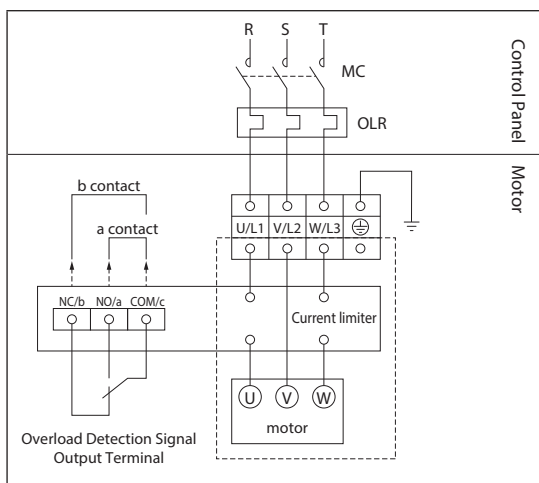 R S T
MC
OLR
Control Panel
Motor
b contact
a contact
U/L1 V/L2 W/L3
NC/b NO/a COM/c
Current limiter
U V W
motor
Overload Detection Signal
Output Terminal